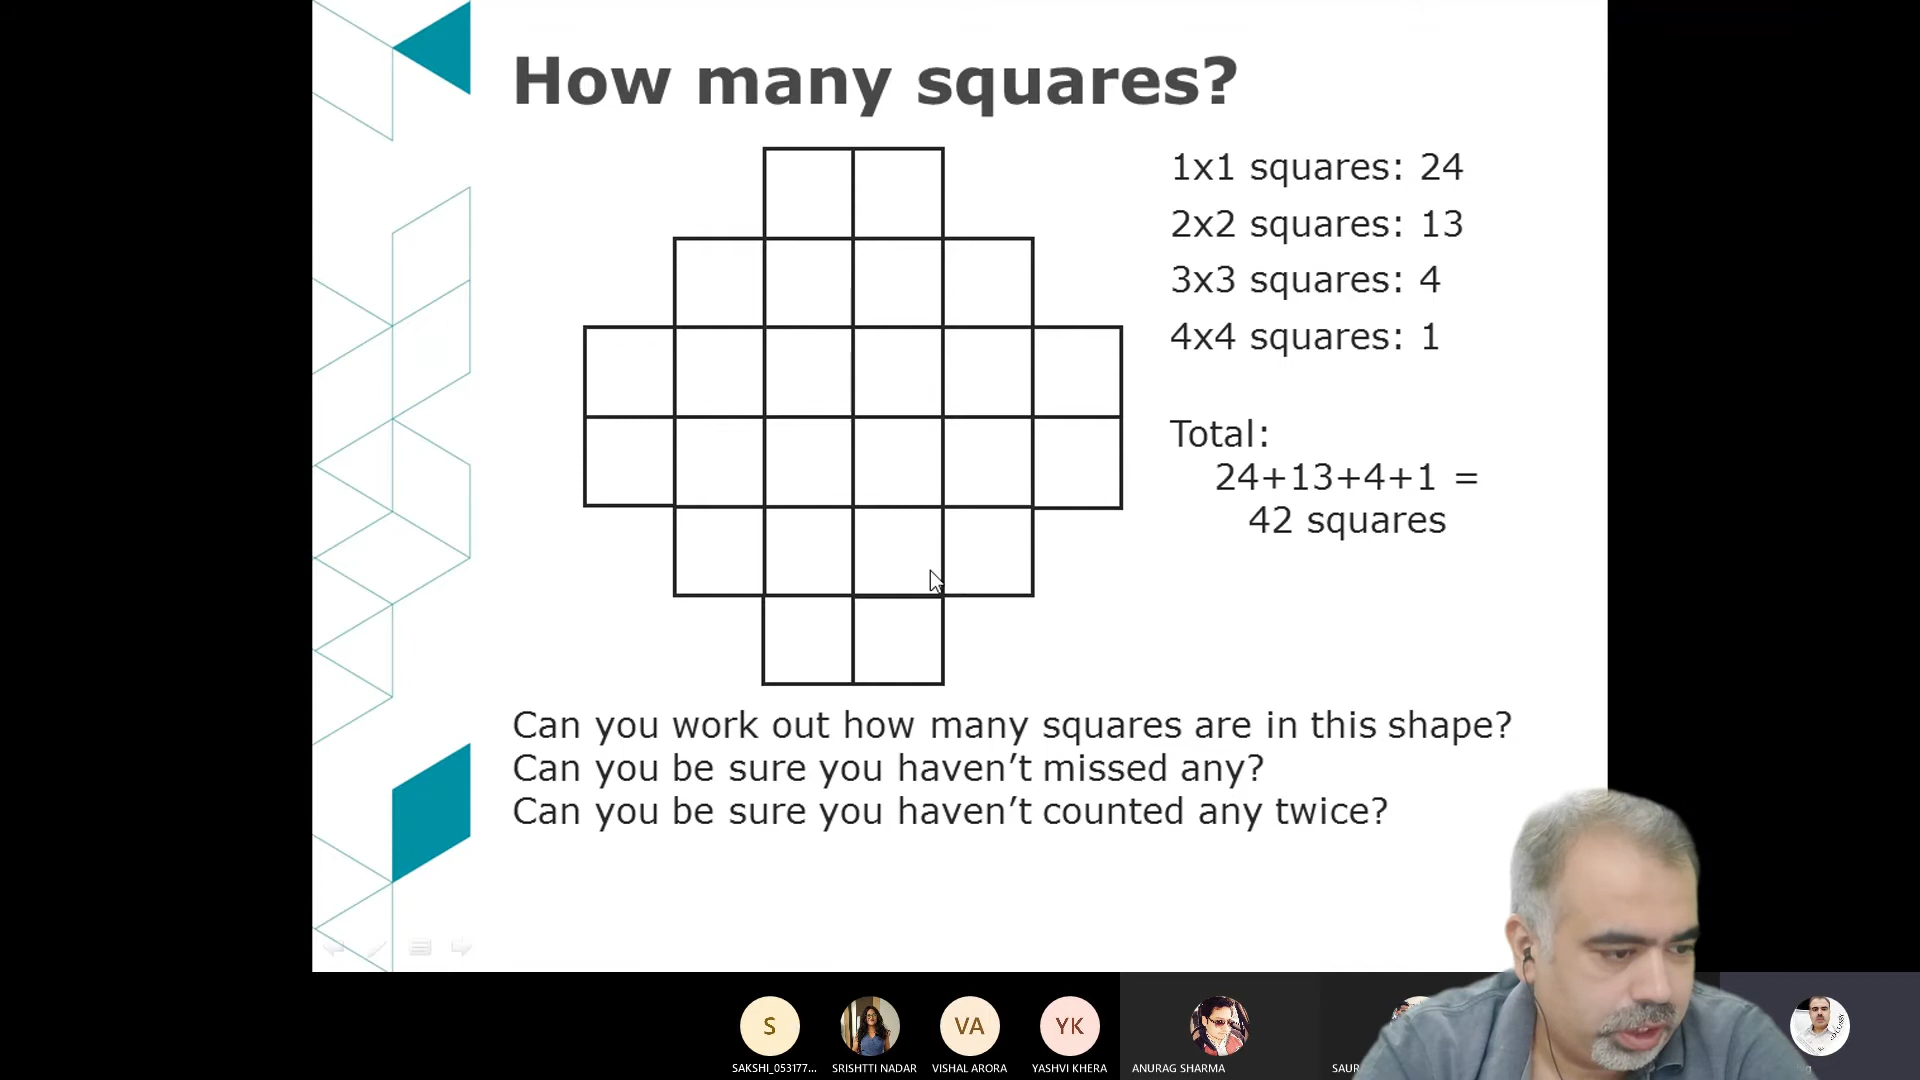 How many squares?
1x1 squares: 24
2x2 squares: 13
3x3 squares: 4
4x4 squares: 1
Total:
24+13+4+1 =
42 squares
Can you work out how many squares are in this shape?
Can you be sure you haven't missed any?
Can you be sure you haven't counted any twice?
S
VA
YK
SAKSHI_053177...
SRISHTTI NADAR
VISHAL ARORA
YASHVI KHERA
ANURAG SHARMA
SAUR